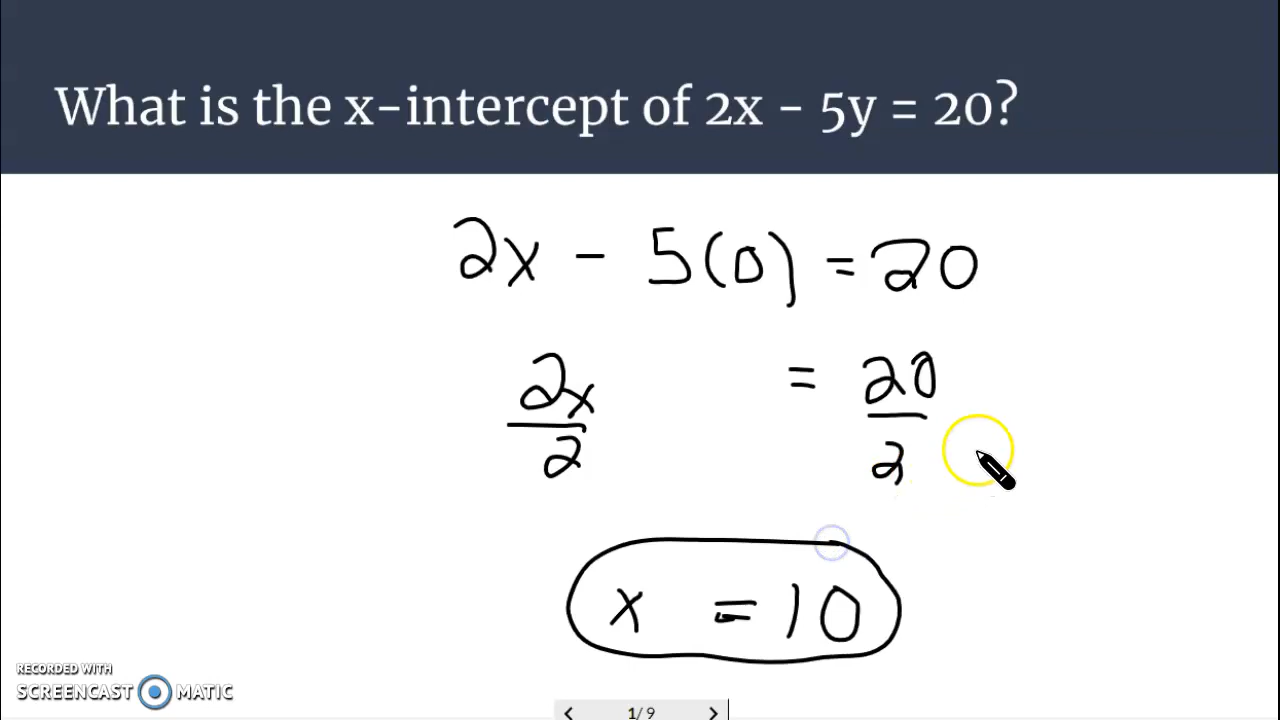 What is the x-intercept of 2x - 5y = 20?
2x - 5(0) = 20
2x = 20
2 2
x = 10
RECORDED WITH
SCREENCAST MATIC
1 / 9